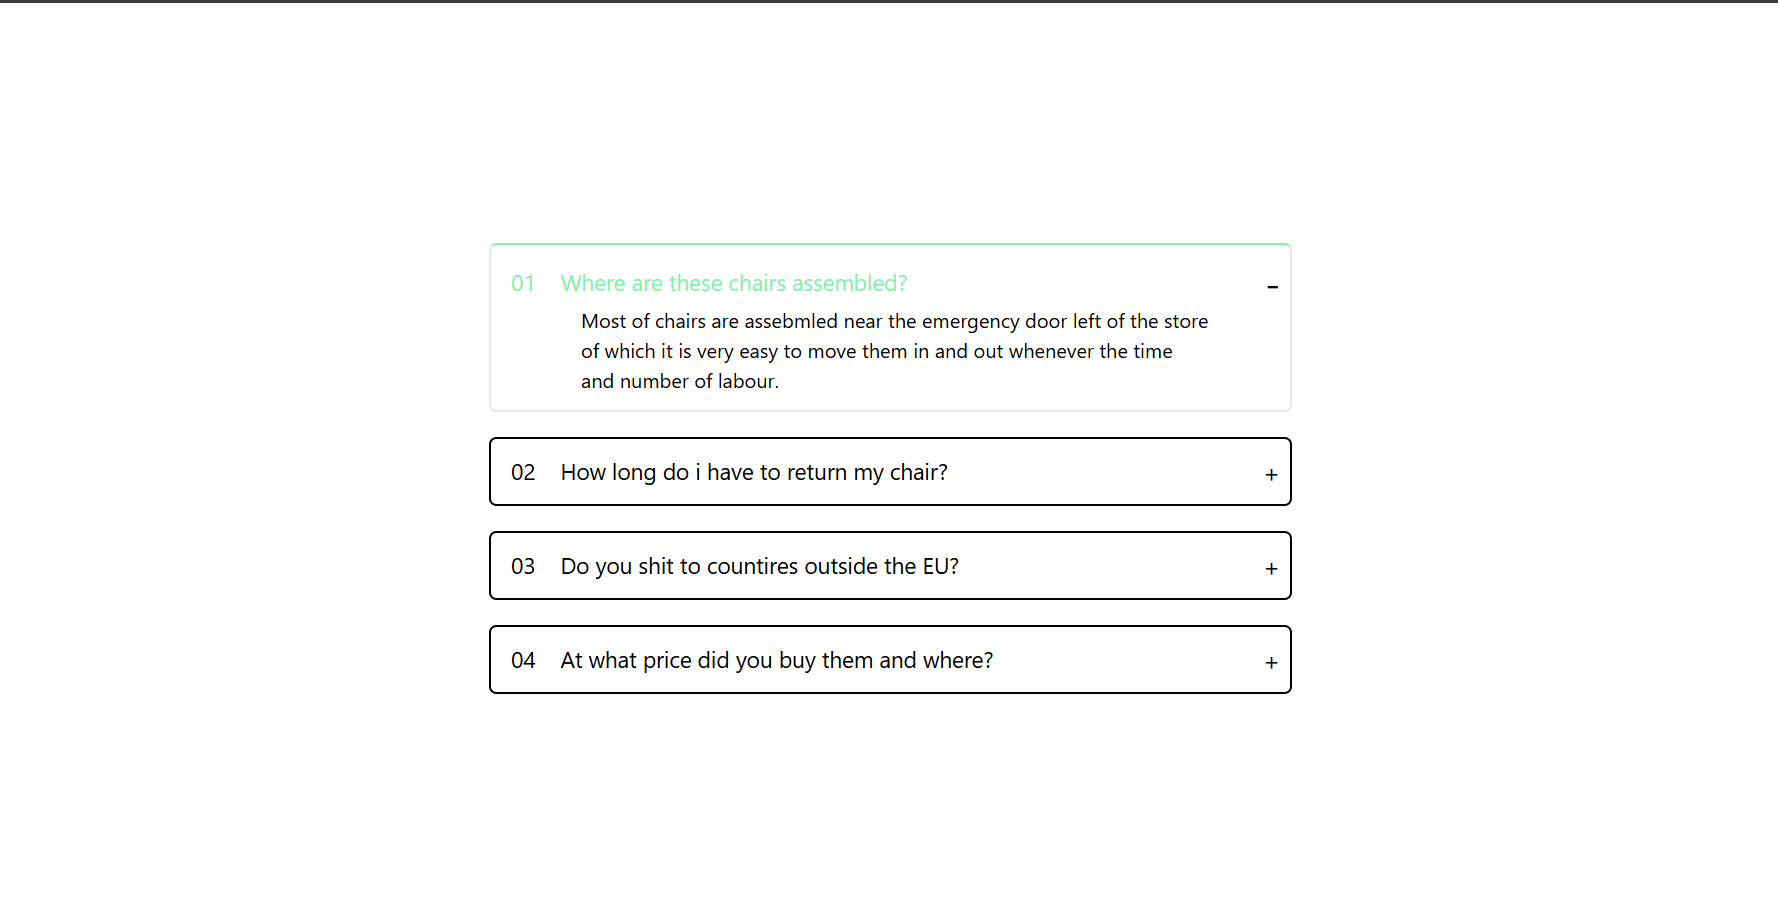 01 Where are these chairs assembled? –
Most of chairs are assebmled near the emergency door left of the store
of which it is very easy to move them in and out whenever the time
and number of labour.
02 How long do i have to return my chair? +
03 Do you shit to countires outside the EU? +
04 At what price did you buy them and where? +